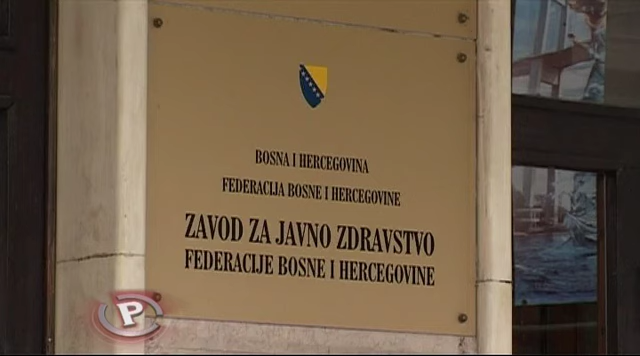 BOSNA I HERCEGOVINA
FEDERACIJA BOSNE I HERCEGOVINE
ZAVOD ZA JAVNO ZDRAVSTVO
FEDERACIJE BOSNE I HERCEGOVINE
P